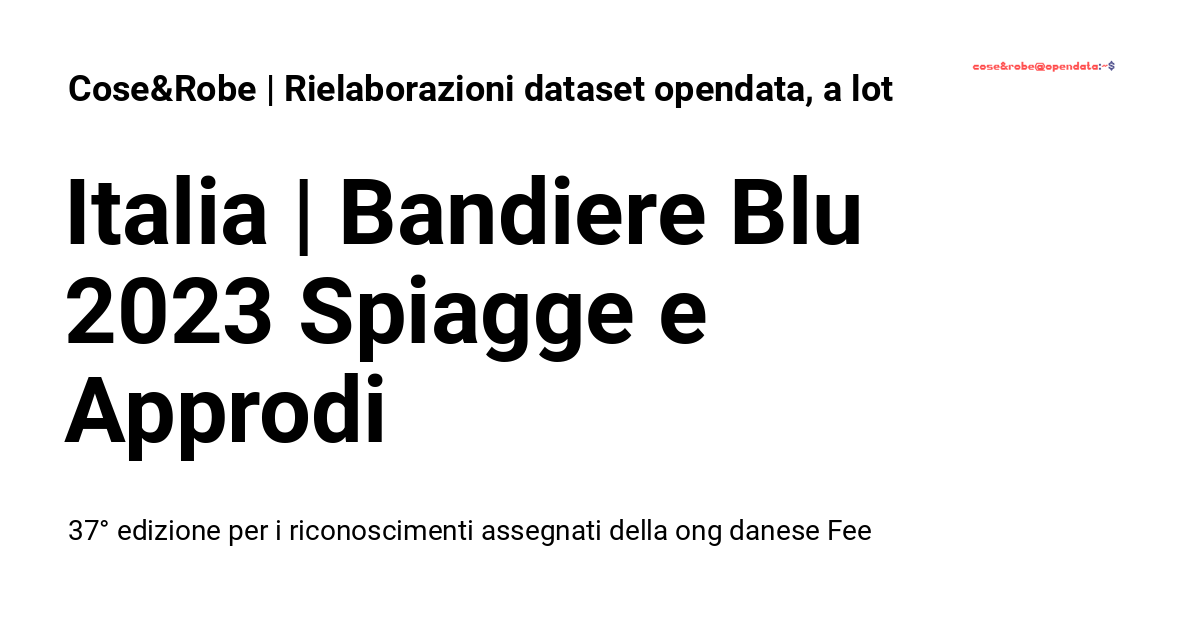 Cose&Robe | Rielaborazioni dataset opendata, a lot
cose&robe@opendata:~$
Italia | Bandiere Blu
2023 Spiagge e
Approdi
37° edizione per i riconoscimenti assegnati della ong danese Fee